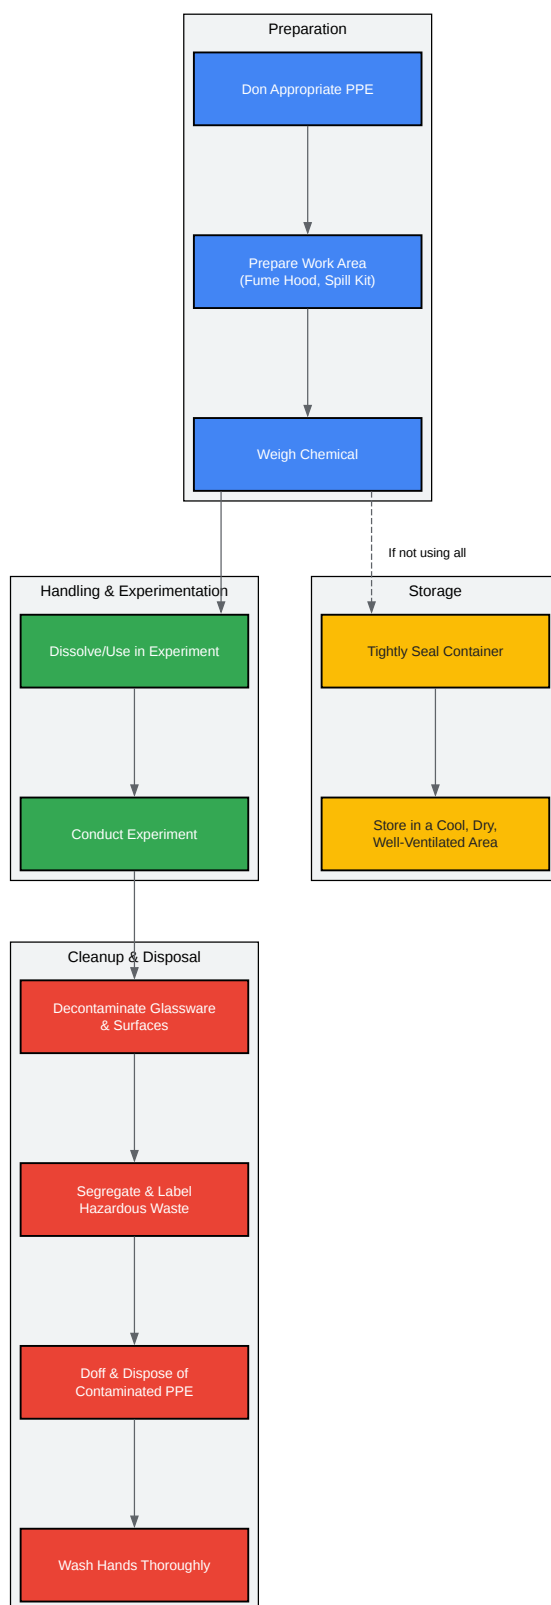 Preparation
Don Appropriate PPE
Prepare Work Area
(Fume Hood, Spill Kit)
Weigh Chemical
If not using all
Handling & Experimentation
Dissolve/Use in Experiment
Conduct Experiment
Storage
Tightly Seal Container
Store in a Cool, Dry,
Well-Ventilated Area
Cleanup & Disposal
Decontaminate Glassware
& Surfaces
Segregate & Label
Hazardous Waste
Doff & Dispose of
Contaminated PPE
Wash Hands Thoroughly